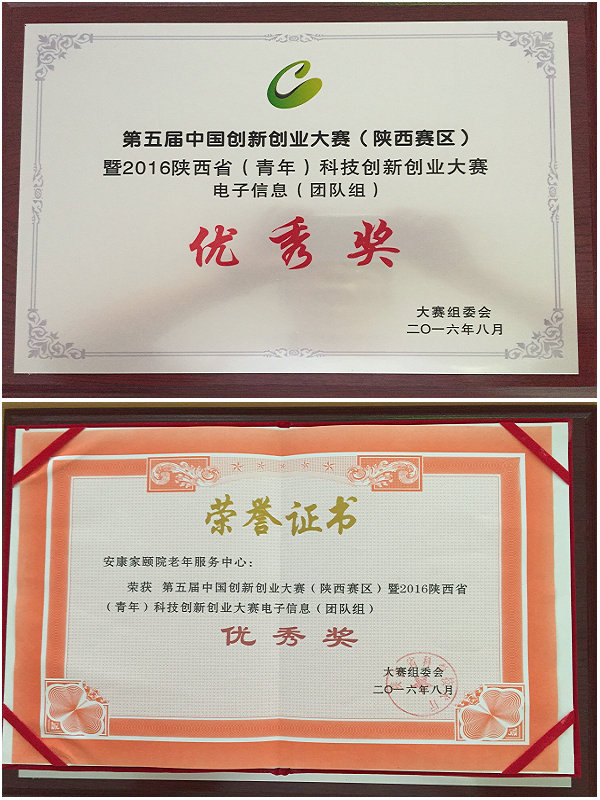 第五届中国创新创业大赛（陕西赛区）
暨2016陕西省（青年）科技创新创业大赛
电子信息（团队组）
优秀奖
大赛组委会
二〇一六年八月
荣誉证书
安康家颐院老年服务中心：
荣获 第五届中国创新创业大赛（陕西赛区）暨2016陕西省
（青年）科技创新创业大赛电子信息（团队组）
优秀奖
大赛组委会
二〇一六年八月